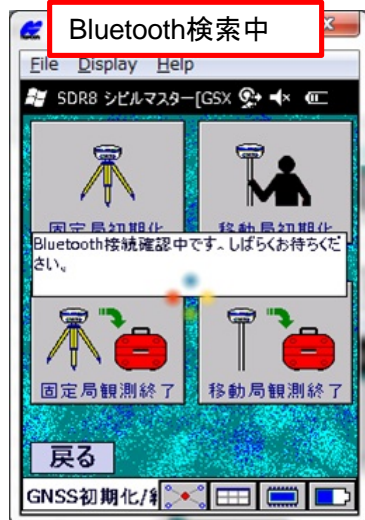 Bluetooth検索中
File Display Help
SDR8 シビルマスター[GSX
固定局初期化
移動局初期化
Bluetooth接続確認中です。しばらくお待ちくだ
さい。
固定局観測終了
移動局観測終了
戻る
GNSS初期化/